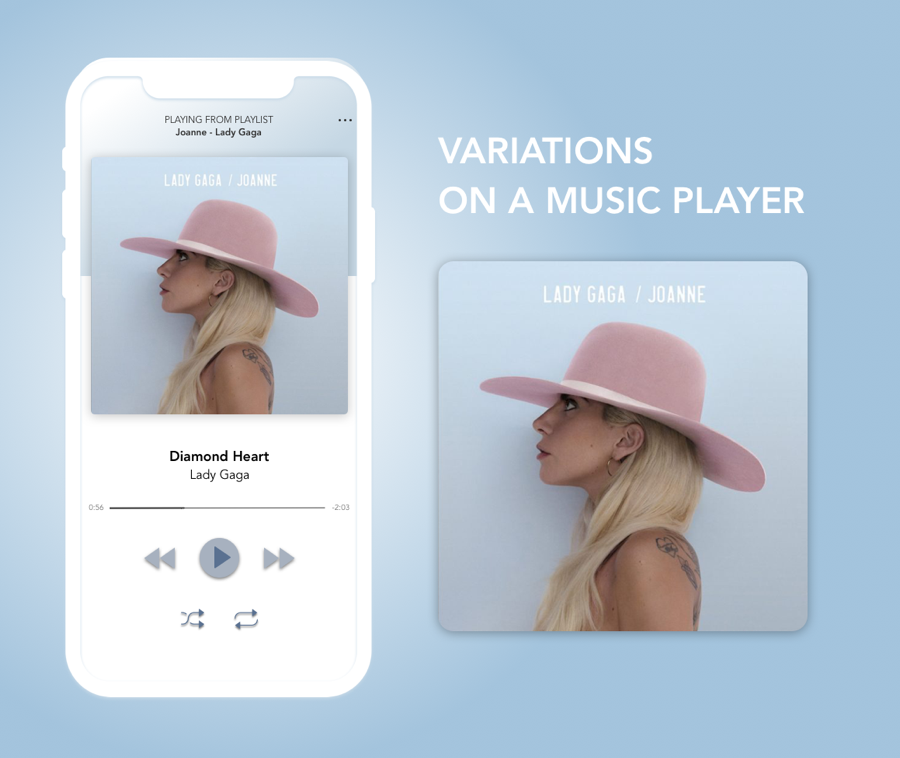 PLAYING FROM PLAYLIST
Joanne - Lady Gaga
LADY GAGA / JOANNE
Diamond Heart
Lady Gaga
0:56
-2:03
VARIATIONS
ON A MUSIC PLAYER
LADY GAGA / JOANNE